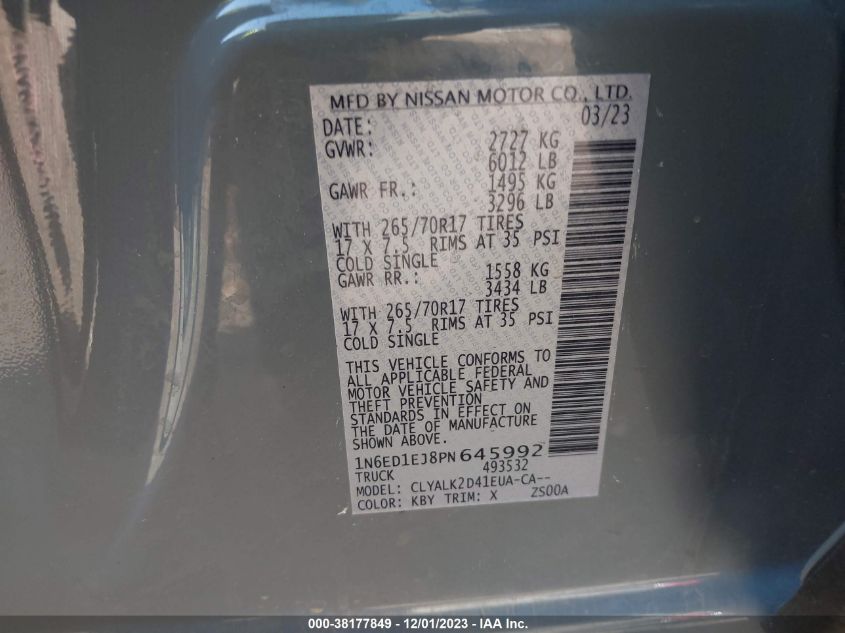 MFD BY NISSAN MOTOR CO., LTD.
DATE: 03/23
GVWR: 2727 KG
6012 LB
GAWR FR.: 1495 KG
3296 LB
WITH 265/70R17 TIRES
17 X 7.5 RIMS AT 35 PSI
COLD SINGLE
GAWR RR.: 1558 KG
3434 LB
WITH 265/70R17 TIRES
17 X 7.5 RIMS AT 35 PSI
COLD SINGLE
THIS VEHICLE CONFORMS TO
ALL APPLICABLE FEDERAL
MOTOR VEHICLE SAFETY AND
THEFT PREVENTION
STANDARDS IN EFFECT ON
THE DATE OF MANUFACTURE
SHOWN ABOVE.
1N6ED1EJ8PN645992
TRUCK 493532
MODEL: CLYALK2D41EUA-CA--
COLOR: KBY TRIM: X ZS00A
000-38177849 - 12/01/2023 - IAA Inc.